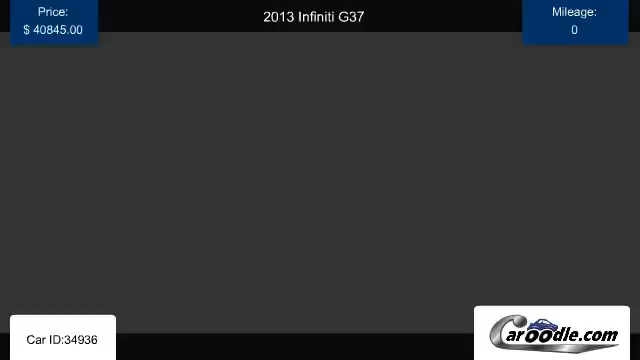 Price:
$ 40845.00
2013 Infiniti G37
Mileage:
0
Car ID:34936
Caroodle.com